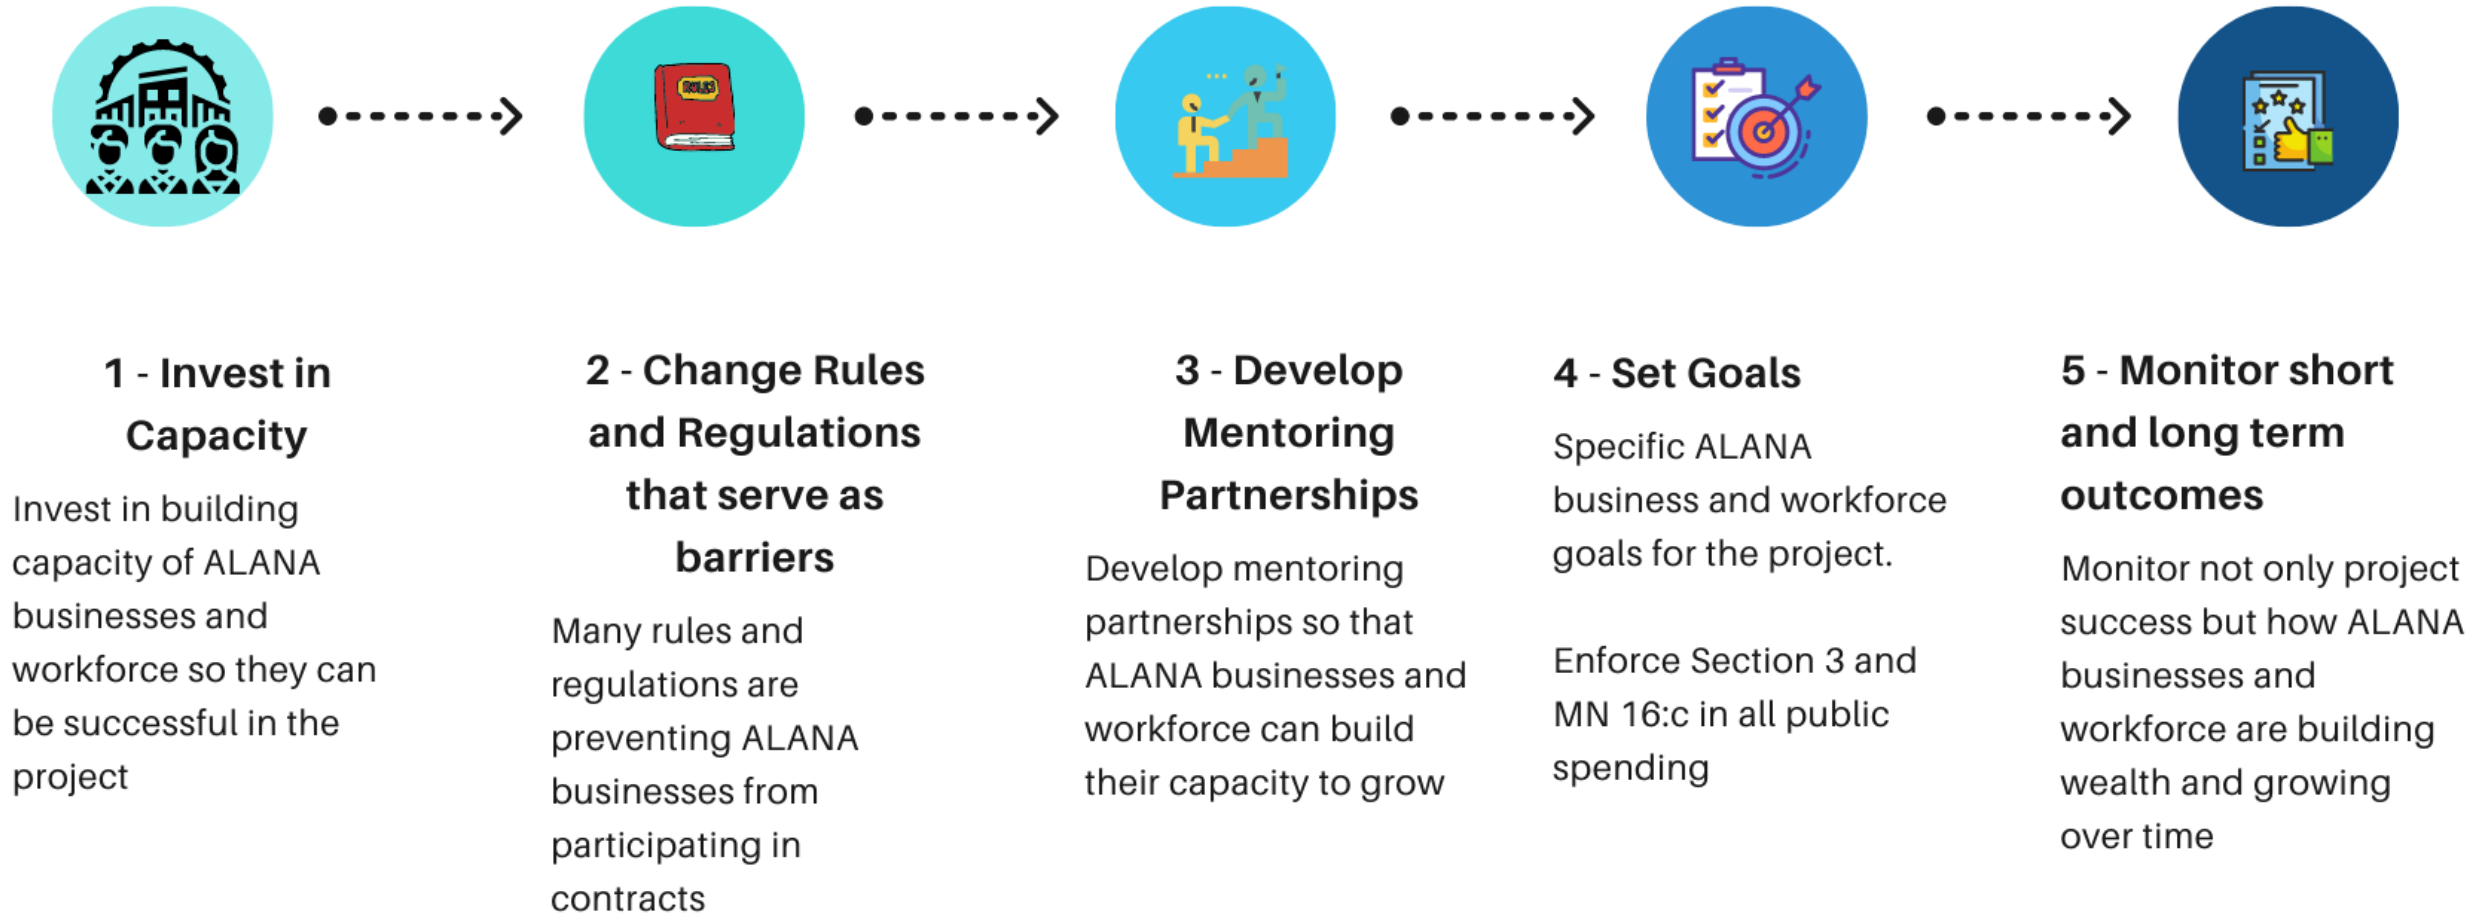 RULES
1 - Invest in
Capacity
Invest in building
capacity of ALANA
businesses and
workforce so they can
be successful in the
project
2 - Change Rules
and Regulations
that serve as
barriers
Many rules and
regulations are
preventing ALANA
businesses from
participating in
contracts
3 - Develop
Mentoring
Partnerships
Develop mentoring
partnerships so that
ALANA businesses and
workforce can build
their capacity to grow
4 - Set Goals
Specific ALANA
business and workforce
goals for the project.
Enforce Section 3 and
MN 16:c in all public
spending
5 - Monitor short
and long term
outcomes
Monitor not only project
success but how ALANA
businesses and
workforce are building
wealth and growing
over time